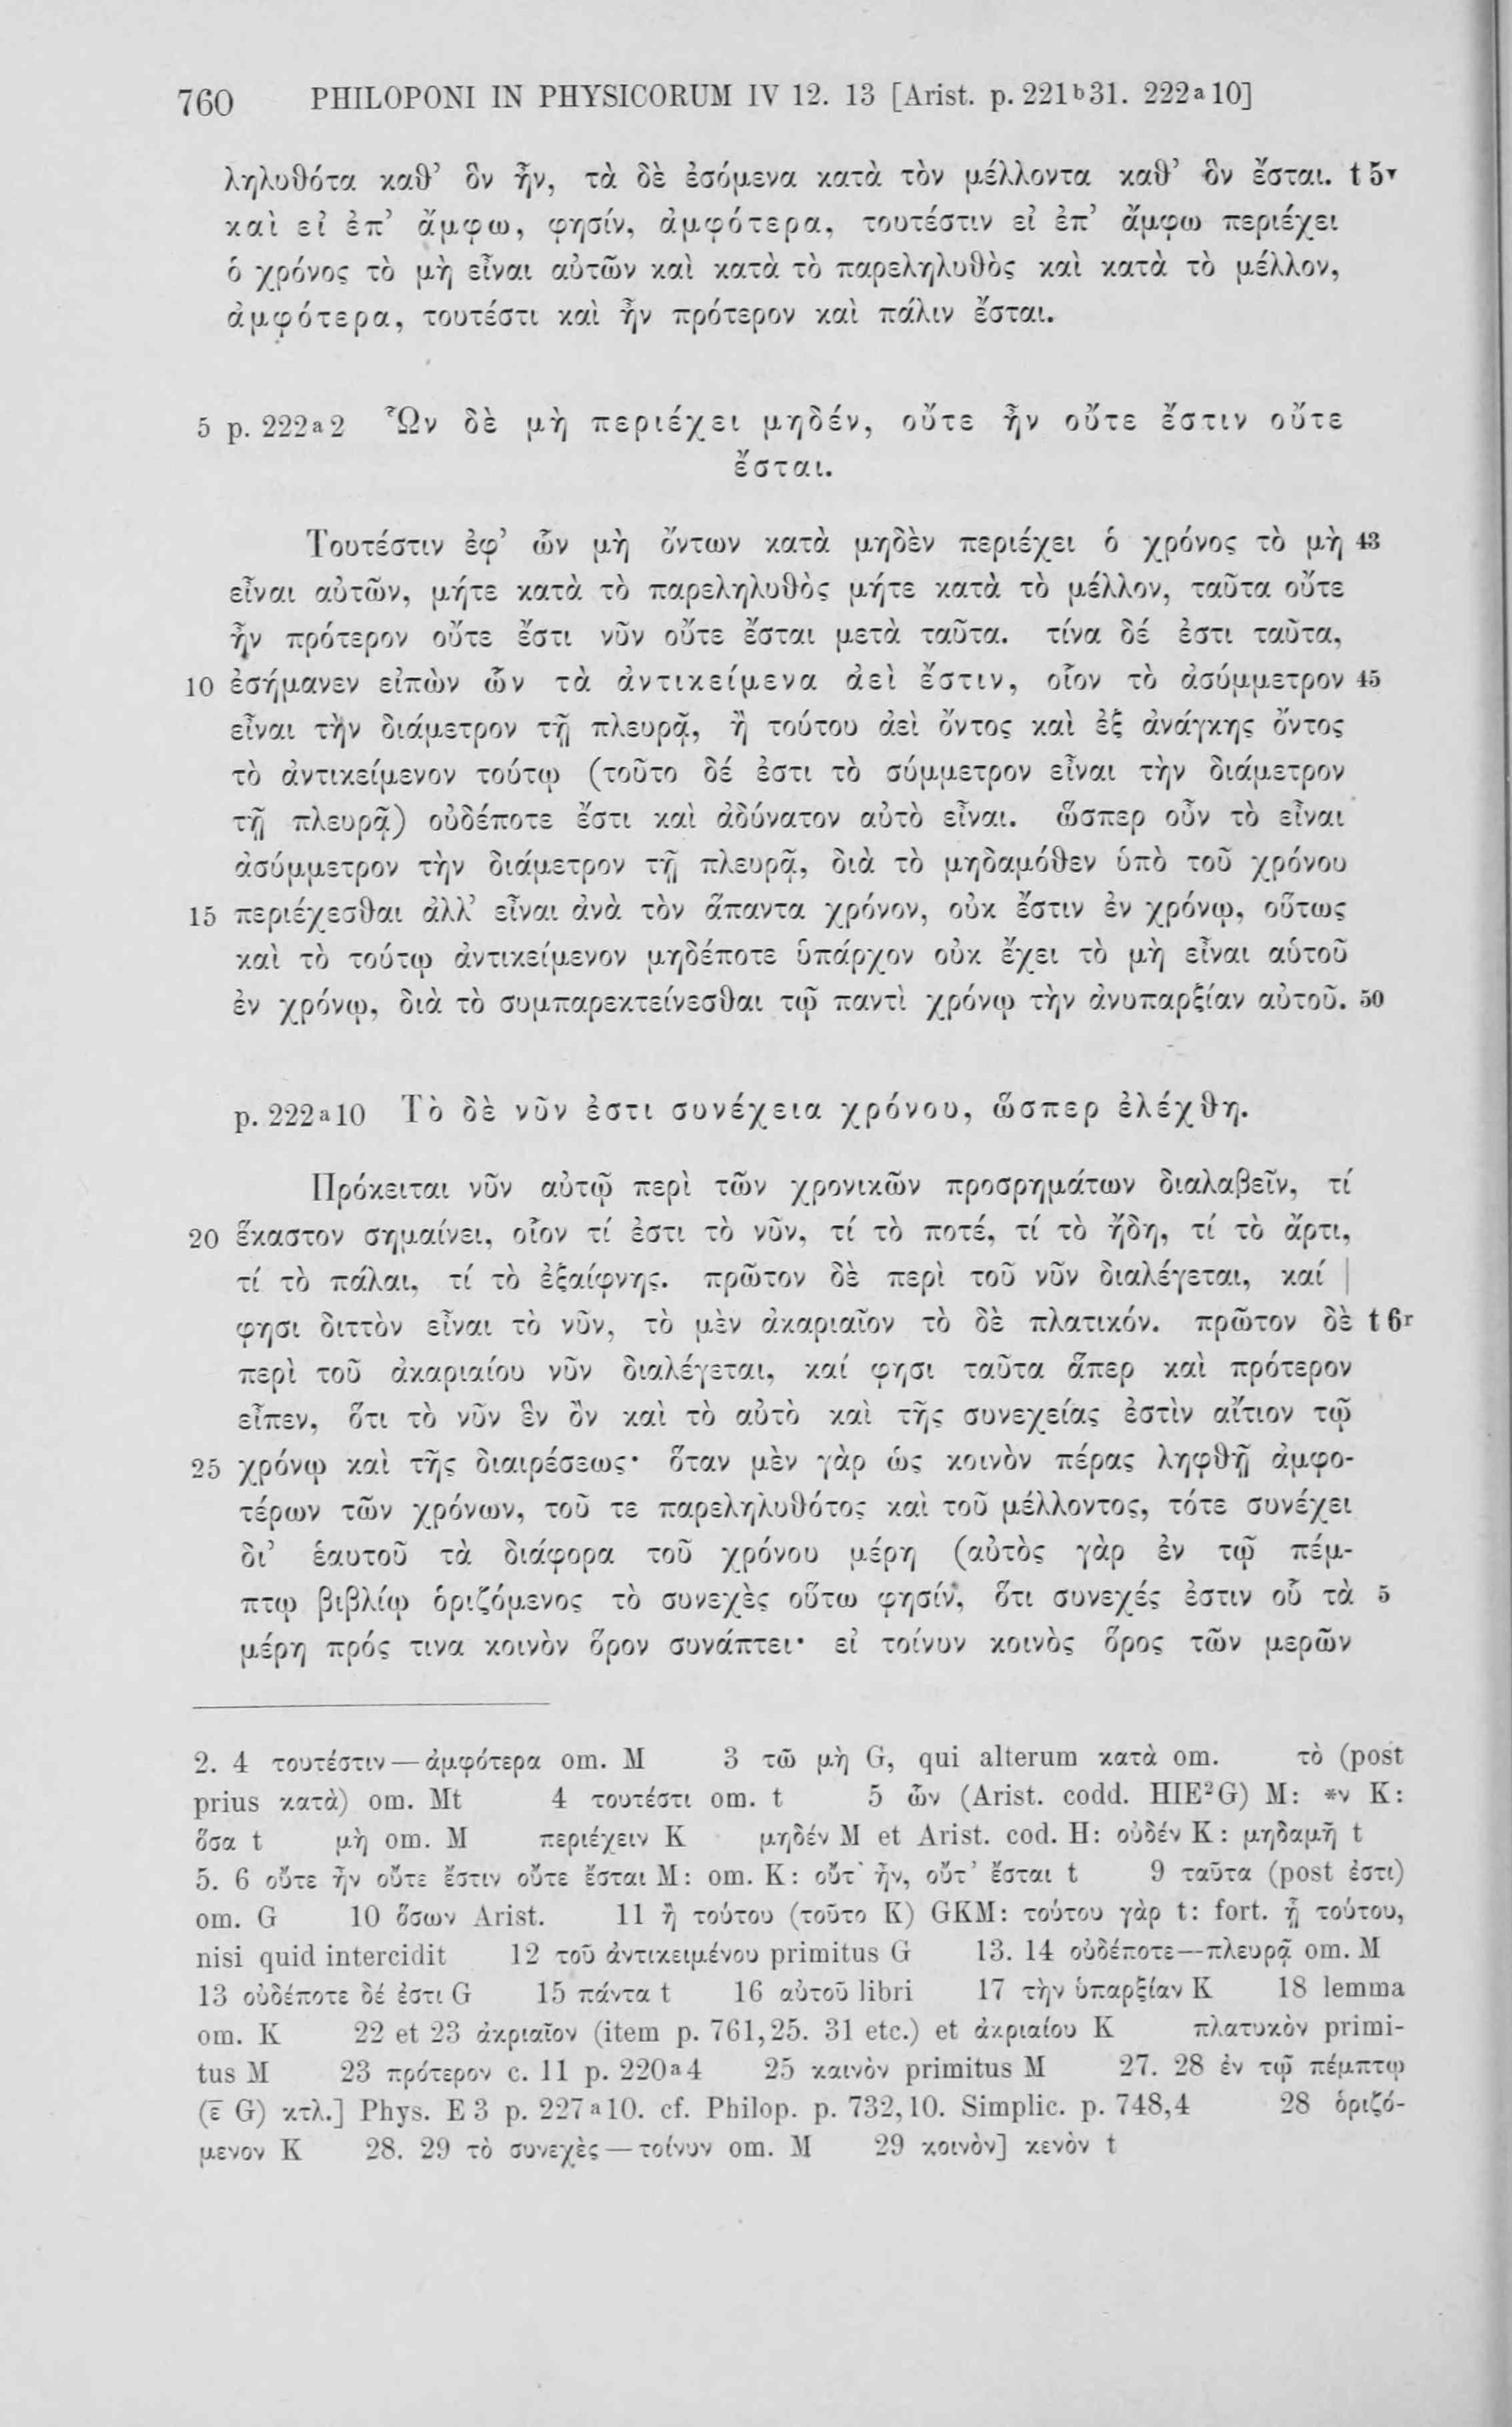 760 PHILOPONI IN PHYSICORUM IV 12. 13 [Arist. p. 221ᵇ31. 222ᵃ10]
ληλυθότα καθ’ ὃν ἦν, τὰ δὲ ἐσόμενα κατὰ τὸν μέλλοντα καθ’ ὃν ἔσται. t 5ᵛ
καὶ εἰ ἐπ’ ἄμφω, φησίν, ἀμφότερα, τουτέστιν εἰ ἐπ’ ἄμφω περιέχει
ὁ χρόνος τὸ μὴ εἶναι αὐτῶν καὶ κατὰ τὸ παρεληλυθὸς καὶ κατὰ τὸ μέλλον,
ἀμφότερα, τουτέστι καὶ ἦν πρότερον καὶ πάλιν ἔσται.
5 p. 222ᵃ2 Ὧν δὲ μὴ περιέχει μηδέν, οὔτε ἦν οὔτε ἔστιν οὔτε
ἔσται.
Τουτέστιν ἐφ’ ὧν μὴ ὄντων κατὰ μηδὲν περιέχει ὁ χρόνος τὸ μὴ 43
εἶναι αὐτῶν, μήτε κατὰ τὸ παρεληλυθὸς μήτε κατὰ τὸ μέλλον, ταῦτα οὔτε
ἦν πρότερον οὔτε ἔστι νῦν οὔτε ἔσται μετὰ ταῦτα. τίνα δέ ἐστι ταῦτα,
10 ἐσήμανεν εἰπὼν ὧν τὰ ἀντικείμενα ἀεὶ ἔστιν, οἷον τὸ ἀσύμμετρον 45
εἶναι τὴν διάμετρον τῇ πλευρᾷ, ἢ τούτου ἀεὶ ὄντος καὶ ἐξ ἀνάγκης ὄντος
τὸ ἀντικείμενον τούτῳ (τοῦτο δέ ἐστι τὸ σύμμετρον εἶναι τὴν διάμετρον
τῇ πλευρᾷ) οὐδέποτε ἔστι καὶ ἀδύνατον αὐτὸ εἶναι. ὥσπερ οὖν τὸ εἶναι
ἀσύμμετρον τὴν διάμετρον τῇ πλευρᾷ, διὰ τὸ μηδαμόθεν ὑπὸ τοῦ χρόνου
15 περιέχεσθαι ἀλλ’ εἶναι ἀνὰ τὸν ἅπαντα χρόνον, οὐκ ἔστιν ἐν χρόνῳ, οὕτως
καὶ τὸ τούτῳ ἀντικείμενον μηδέποτε ὑπάρχον οὐκ ἔχει τὸ μὴ εἶναι αὑτοῦ
ἐν χρόνῳ, διὰ τὸ συμπαρεκτείνεσθαι τῷ παντὶ χρόνῳ τὴν ἀνυπαρξίαν αὐτοῦ. 50
p. 222ᵃ10 Τὸ δὲ νῦν ἐστι συνέχεια χρόνου, ὥσπερ ἐλέχθη.
Πρόκειται νῦν αὐτῷ περὶ τῶν χρονικῶν προσρημάτων διαλαβεῖν, τί
20 ἕκαστον σημαίνει, οἷον τί ἐστι τὸ νῦν, τί τὸ ποτέ, τί τὸ ἤδη, τί τὸ ἄρτι,
τί τὸ πάλαι, τί τὸ ἐξαίφνης. πρῶτον δὲ περὶ τοῦ νῦν διαλέγεται, καί |
φησι διττὸν εἶναι τὸ νῦν, τὸ μὲν ἀκαριαῖον τὸ δὲ πλατικόν. πρῶτον δὲ t 6ʳ
περὶ τοῦ ἀκαριαίου νῦν διαλέγεται, καί φησι ταῦτα ἅπερ καὶ πρότερον
εἶπεν, ὅτι τὸ νῦν ἓν ὂν καὶ τὸ αὐτὸ καὶ τῆς συνεχείας ἐστὶν αἴτιον τῷ
25 χρόνῳ καὶ τῆς διαιρέσεως· ὅταν μὲν γὰρ ὡς κοινὸν πέρας ληφθῇ ἀμφο-
τέρων τῶν χρόνων, τοῦ τε παρεληλυθότος καὶ τοῦ μέλλοντος, τότε συνέχει
δι’ ἑαυτοῦ τὰ διάφορα τοῦ χρόνου μέρη (αὐτὸς γὰρ ἐν τῷ πέμ-
πτῳ βιβλίῳ ὁριζόμενος τὸ συνεχὲς οὕτω φησίν, ὅτι συνεχές ἐστιν οὗ τὰ 5
μέρη πρός τινα κοινὸν ὅρον συνάπτει· εἰ τοίνυν κοινὸς ὅρος τῶν μερῶν
2. 4 τουτέστιν—ἀμφότερα om. M 3 τῶ μὴ G, qui alterum κατὰ om. τὸ (post
prius κατὰ) om. Mt 4 τουτέστι om. t 5 ὧν (Arist. codd. HIE²G) M: *ν K:
ὅσα t μὴ om. M περιέχειν K μηδέν M et Arist. cod. H: οὐδέν K: μηδαμῆ t
5. 6 οὔτε ἦν οὔτε ἔστιν οὔτε ἔσται M: om. K: οὔτ’ ἦν, οὔτ’ ἔσται t 9 ταῦτα (post ἐστι)
om. G 10 ὅσων Arist. 11 ἢ τούτου (τοῦτο K) GKM: τούτου γὰρ t: fort. ᾗ τούτου,
nisi quid intercidit 12 τοῦ ἀντικειμένου primitus G 13. 14 οὐδέποτε—πλευρᾷ om. M
13 οὐδέποτε δέ ἐστι G 15 πάντα t 16 αὐτοῦ libri 17 τὴν ὑπαρξίαν K 18 lemma
om. K 22 et 23 ἀκριαῖον (item p. 761,25. 31 etc.) et ἀκριαίου K πλατυκὸν primi-
tus M 23 πρότερον c. 11 p. 220ᵃ4 25 καινὸν primitus M 27. 28 ἐν τῷ πέμπτῳ
(ε̅ G) κτλ.] Phys. E 3 p. 227ᵃ10. cf. Philop. p. 732,10. Simplic. p. 748,4 28 ὁριζό-
μενον K 28. 29 τὸ συνεχὲς—τοίνυν om. M 29 κοινὸν] κενὸν t